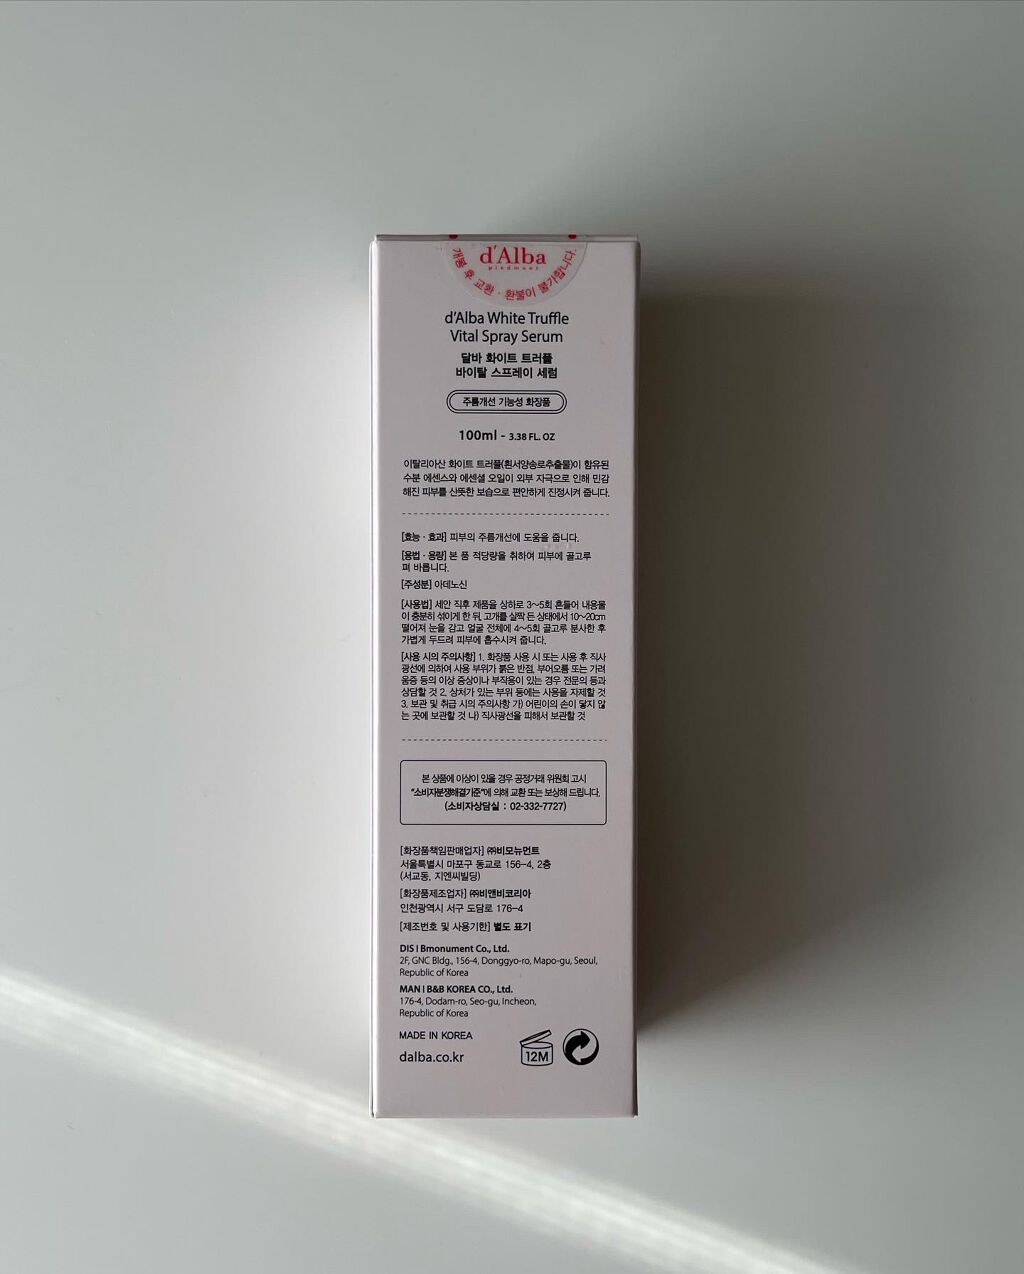 d'Alba
piedmont
개봉 후 교환 · 환불이 불가합니다.
d'Alba White Truffle
Vital Spray Serum
달바 화이트 트러플
바이탈 스프레이 세럼
주름개선 기능성 화장품
100ml - 3.38 FL. OZ
이탈리아산 화이트 트러플(흰서양송로추출물)이 함유된
수분 에센스와 에센셜 오일이 외부 자극으로 인해 민감
해진 피부를 산뜻한 보습으로 편안하게 진정시켜 줍니다.
[효능 · 효과] 피부의 주름개선에 도움을 줍니다.
[용법 · 용량] 본 품 적당량을 취하여 피부에 골고루
펴 바릅니다.
[주성분] 아데노신
[사용법] 세안 직후 제품을 상하로 3~5회 흔들어 내용물
이 충분히 섞이게 한 뒤, 고개를 살짝 든 상태에서 10~20cm
떨어져 눈을 감고 얼굴 전체에 4~5회 골고루 분사한 후
가볍게 두드려 피부에 흡수시켜 줍니다.
[사용 시의 주의사항] 1. 화장품 사용 시 또는 사용 후 직사
광선에 의하여 사용 부위가 붉은 반점, 부어오름 또는 가려
움증 등의 이상 증상이나 부작용이 있는 경우 전문의 등과
상담할 것 2. 상처가 있는 부위 등에는 사용을 자제할 것
3. 보관 및 취급 시의 주의사항 가) 어린이의 손이 닿지 않
는 곳에 보관할 것 나) 직사광선을 피해서 보관할 것
본 상품에 이상이 있을 경우 공정거래 위원회 고시
"소비자분쟁해결기준"에 의해 교환 또는 보상해 드립니다.
(소비자상담실 : 02-332-7727)
[화장품책임판매업자] ㈜비모뉴먼트
서울특별시 마포구 동교로 156-4, 2층
(서교동, 지엔씨빌딩)
[화장품제조업자] ㈜비앤비코리아
인천광역시 서구 도담로 176-4
[제조번호 및 사용기한] 별도 표기
DIS | Bmonument Co., Ltd.
2F, GNC Bldg., 156-4, Donggyo-ro, Mapo-gu, Seoul,
Republic of Korea
MAN | B&B KOREA CO., Ltd.
176-4, Dodam-ro, Seo-gu, Incheon,
Republic of Korea
MADE IN KOREA
dalba.co.kr
12M